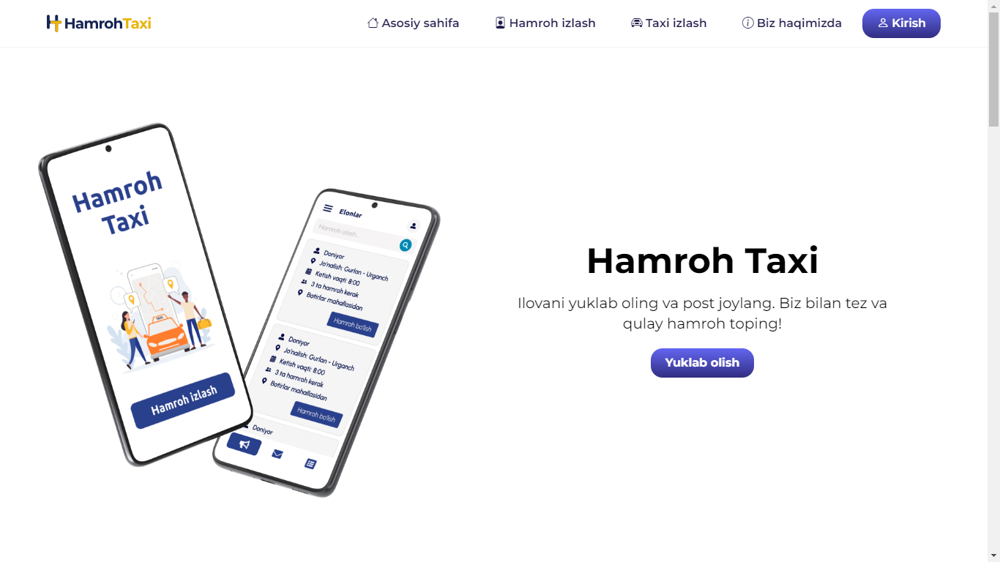 HamrohTaxi
Asosiy sahifa
Hamroh izlash
Taxi izlash
Biz haqimizda
Kirish
Hamroh
Taxi
TAXI
Hamroh izlash
Elonlar
Hamroh izlash..
Doniyor
Jo'nalish: Gurlan - Urganch
Ketish vaqti: 8:00
3 ta hamroh kerak
Botirlar mahallasidan
Hamroh bo'lish
Doniyor
Jo'nalish: Gurlan - Urganch
Ketish vaqti: 8:00
3 ta hamroh kerak
Botirlar mahallasidan
Hamroh bo'lish
Doniyor
Hamroh Taxi
Ilovani yuklab oling va post joylang. Biz bilan tez va
qulay hamroh toping!
Yuklab olish